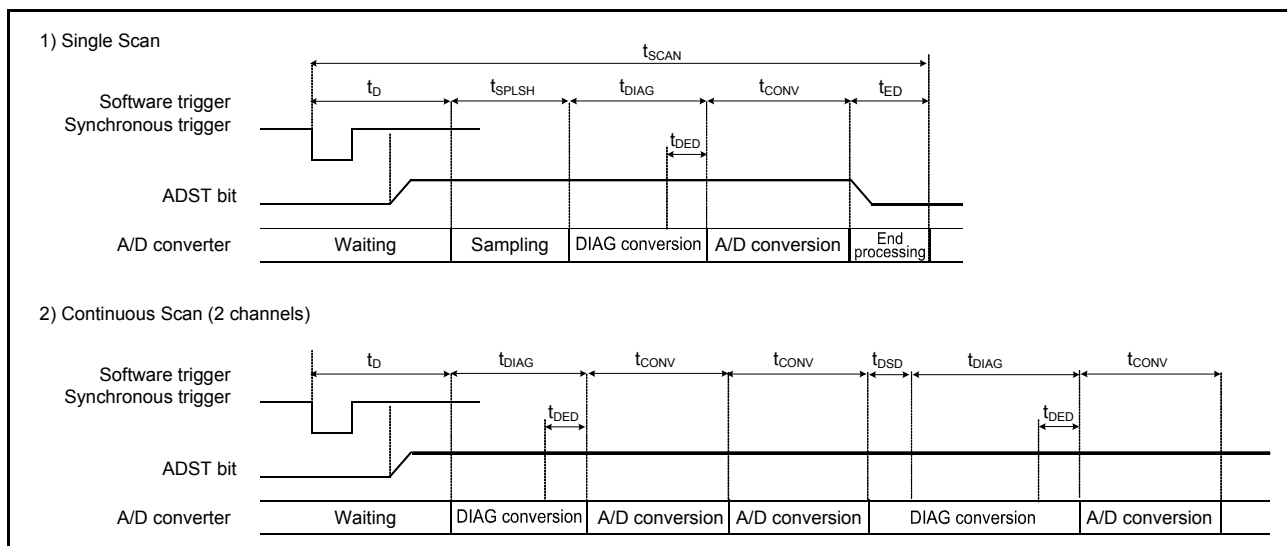 1) Single Scan
tSCAN
tD tSPLSH tDIAG tCONV tED
Software trigger
Synchronous trigger
tDED
ADST bit
A/D converter Waiting Sampling DIAG conversion A/D conversion End processing
2) Continuous Scan (2 channels)
tD tDIAG tCONV tCONV tDSD tDIAG tCONV
Software trigger
Synchronous trigger
tDED tDED
ADST bit
A/D converter Waiting DIAG conversion A/D conversion A/D conversion DIAG conversion A/D conversion